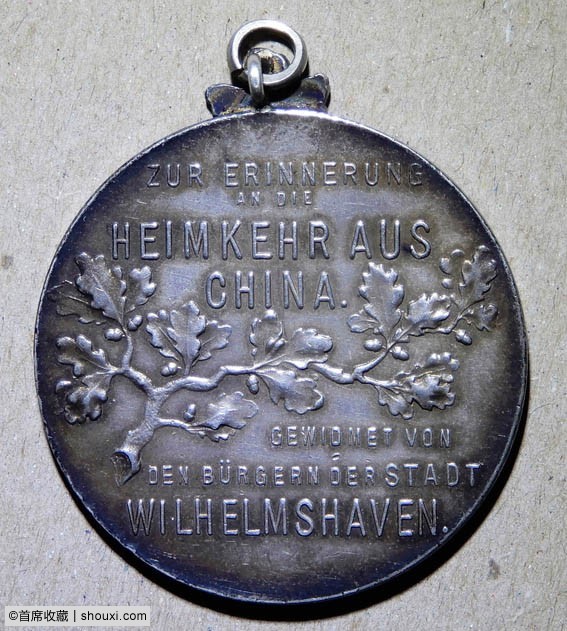 ZUR ERINNERUNG
AN DIE
HEIMKEHR AUS
CHINA.
GEWIDMET VON
DEN BÜRGERN DER STADT
WILHELMSHAVEN.
©首席收藏 | shouxi.com